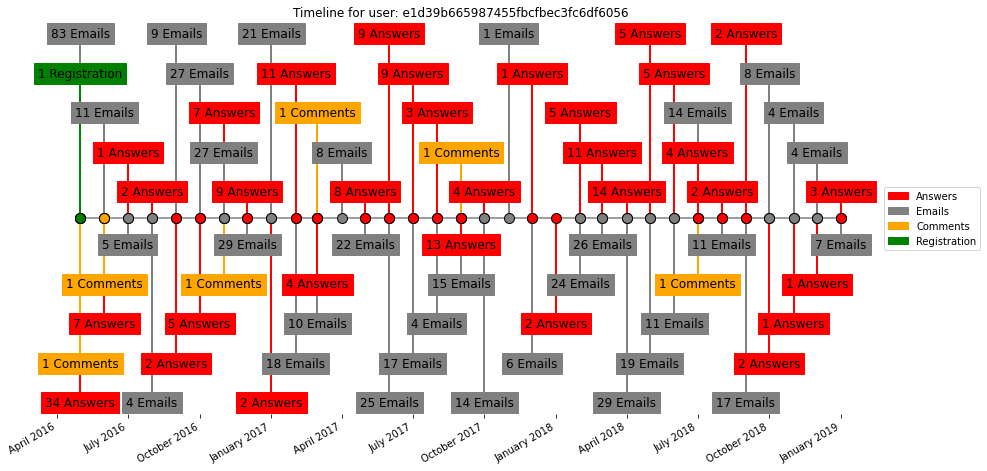 Timeline for user: e1d39b665987455fbcfbec3fc6df6056
83 Emails 9 Emails 21 Emails 9 Answers 1 Emails 5 Answers 2 Answers
1 Registration 27 Emails 11 Answers 9 Answers 1 Answers 5 Answers 8 Emails
11 Emails 7 Answers 1 Comments 3 Answers 5 Answers 14 Emails 4 Emails
1 Answers 27 Emails 8 Emails 1 Comments 11 Answers 4 Answers 4 Emails
2 Answers 9 Answers 8 Answers 4 Answers 14 Answers 2 Answers 3 Answers
Answers
Emails
Comments
Registration
5 Emails 29 Emails 22 Emails 13 Answers 26 Emails 11 Emails 7 Emails
1 Comments 1 Comments 4 Answers 15 Emails 24 Emails 1 Comments 1 Answers
7 Answers 5 Answers 10 Emails 4 Emails 2 Answers 11 Emails 1 Answers
1 Comments 2 Answers 18 Emails 17 Emails 6 Emails 19 Emails 2 Answers
34 Answers 4 Emails 2 Answers 25 Emails 14 Emails 29 Emails 17 Emails
April 2016 July 2016 October 2016 January 2017 April 2017 July 2017 October 2017 January 2018 April 2018 July 2018 October 2018 January 2019